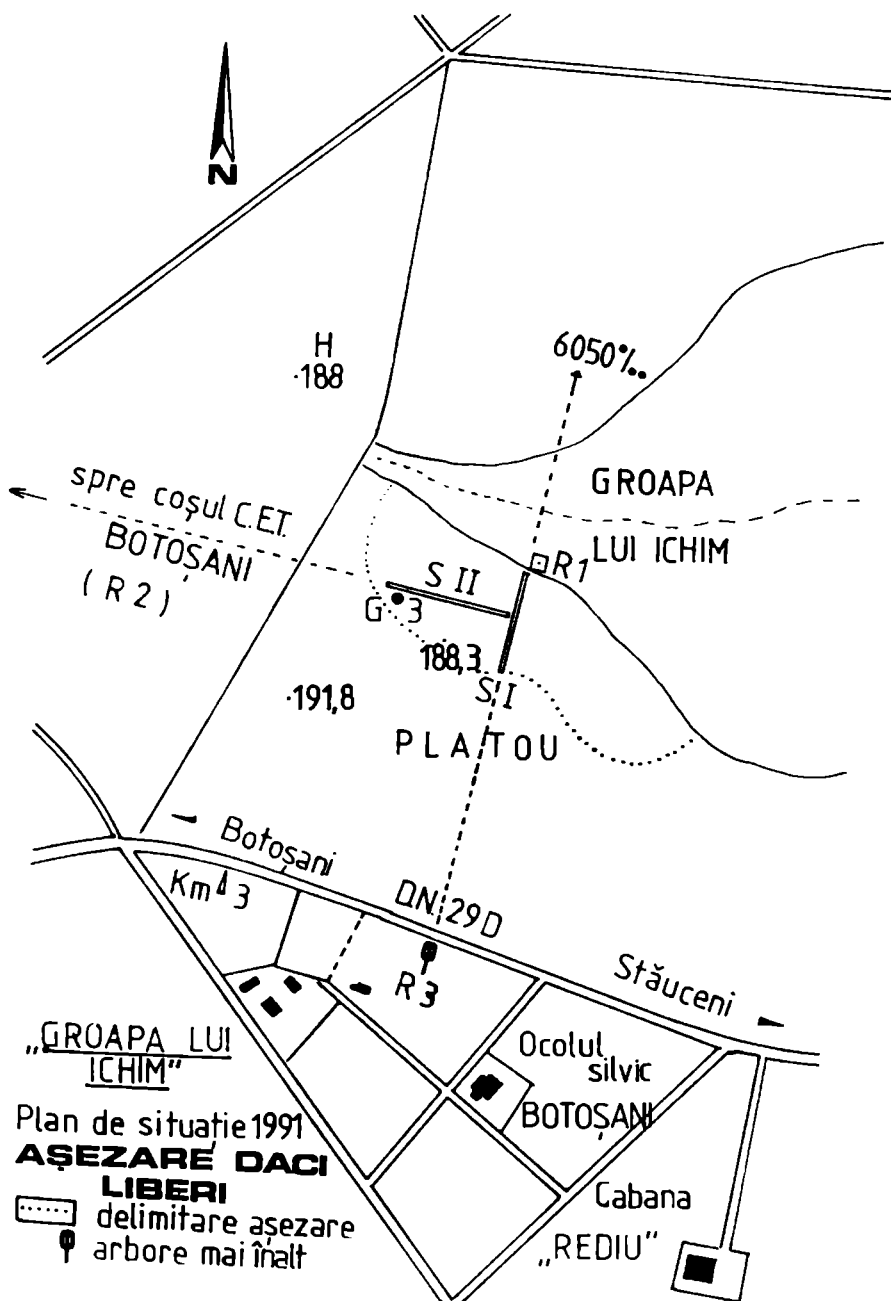 N
H
·188
6050‰
spre coșul C.E.T.
BOTOȘANI
(R2)
GROAPA
LUI ICHIM
R1
S II
G 3
188,3
S I
·191,8
PLATOU
Botoșani
Km 3
D.N. 29D
R3
Stăuceni
Ocolul
silvic
BOTOȘANI
Cabana
„REDIU"
„GROAPA LUI
ICHIM"
Plan de situație 1991
AȘEZARE DACI
LIBERI
delimitare așezare
arbore mai înalt